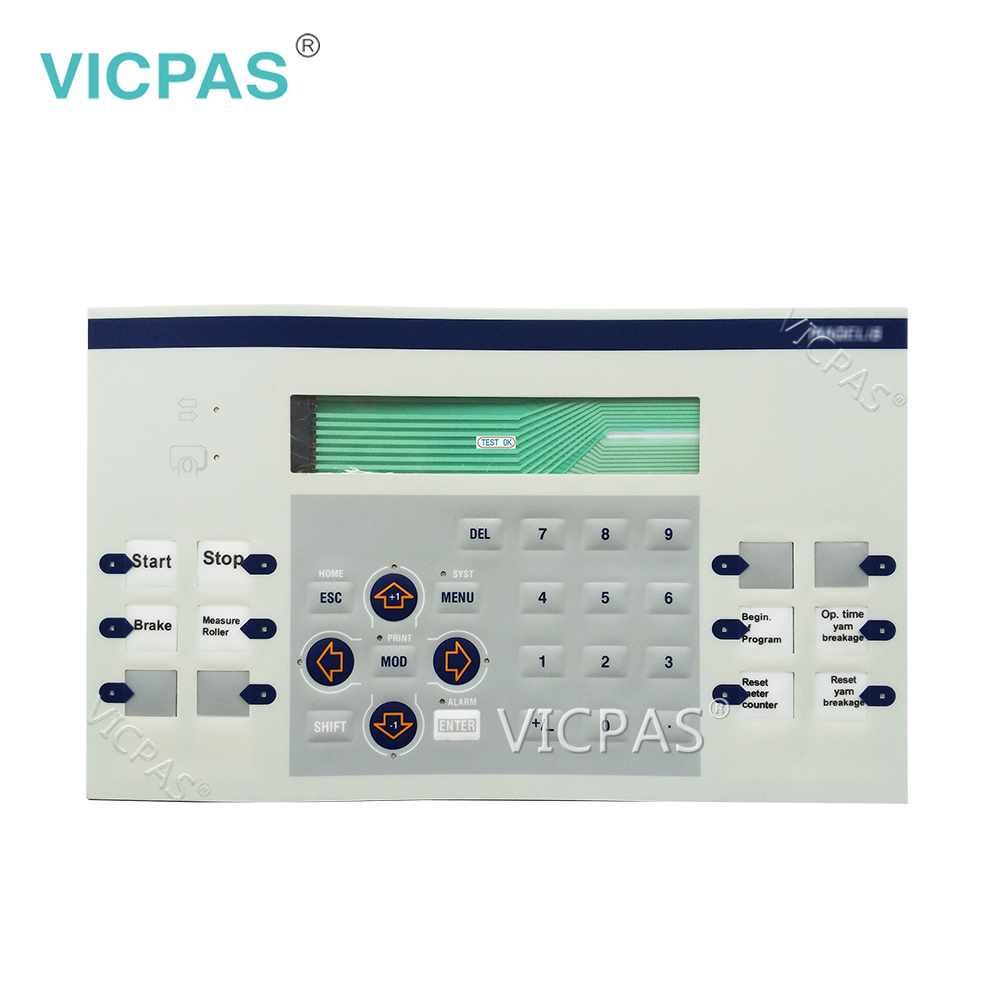 VICPAS®
VICPAS®
TEST OK
DEL 7 8 9
Start Stop
HOME SYST
ESC +1 MENU 4 5 6
Brake Measure
Roller
PRINT
MOD 1 2 3
ALARM
SHIFT -1 ENTER +/- 0 .
VICPAS®
VICPAS®
Begin.
Program
Op. time
yarn
breakage
Reset
meter
counter
Reset
yarn
breakage